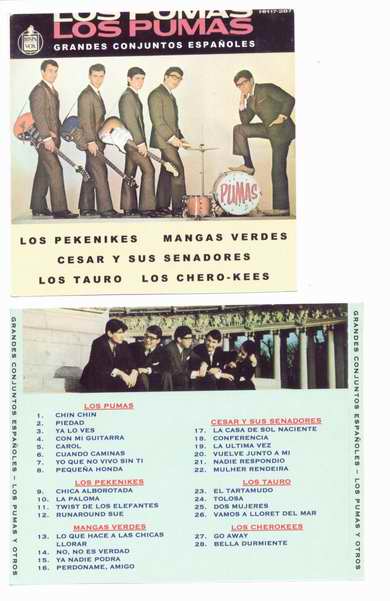 LOS PUMAS
HH17-287
LOS PUMAS
GRANDES CONJUNTOS ESPAÑOLES
PUMAS
LOS PEKENIKES MANGAS VERDES
CESAR Y SUS SENADORES
LOS TAURO LOS CHERO-KEES
GRANDES CONJUNTOS ESPAÑOLES - LOS PUMAS Y OTROS
LOS PUMAS
1. CHIN CHIN
2. PIEDAD
3. YA LO VES
4. CON MI GUITARRA
5. CAROL
6. CUANDO CAMINAS
7. YO QUE NO VIVO SIN TI
8. PEQUEÑA HONDA
LOS PEKENIKES
9. CHICA ALBOROTADA
10. LA PALOMA
11. TWIST DE LOS ELEFANTES
12. RUNAROUND SUE
MANGAS VERDES
13. LO QUE HACE A LAS CHICAS
LLORAR
14. NO, NO ES VERDAD
15. YA NADIE PODRA
16. PERDONAME, AMIGO
CESAR Y SUS SENADORES
17. LA CASA DE SOL NACIENTE
18. CONFERENCIA
19. LA ULTIMA VEZ
20. VUELVE JUNTO A MI
21. NADIE RESPONDIO
22. MULHER RENDEIRA
LOS TAURO
23. EL TARTAMUDO
24. TOLOSA
25. DOS MUJERES
26. VAMOS A LLORET DEL MAR
LOS CHEROKEES
27. GO AWAY
28. BELLA DURMIENTE
GRANDES CONJUNTOS ESPAÑOLES - LOS PUMAS Y OTROS